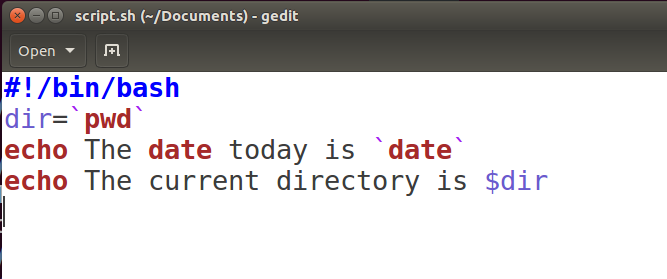 script.sh (~/Documents) - gedit
Open
#!/bin/bash
dir=`pwd`
echo The date today is `date`
echo The current directory is $dir